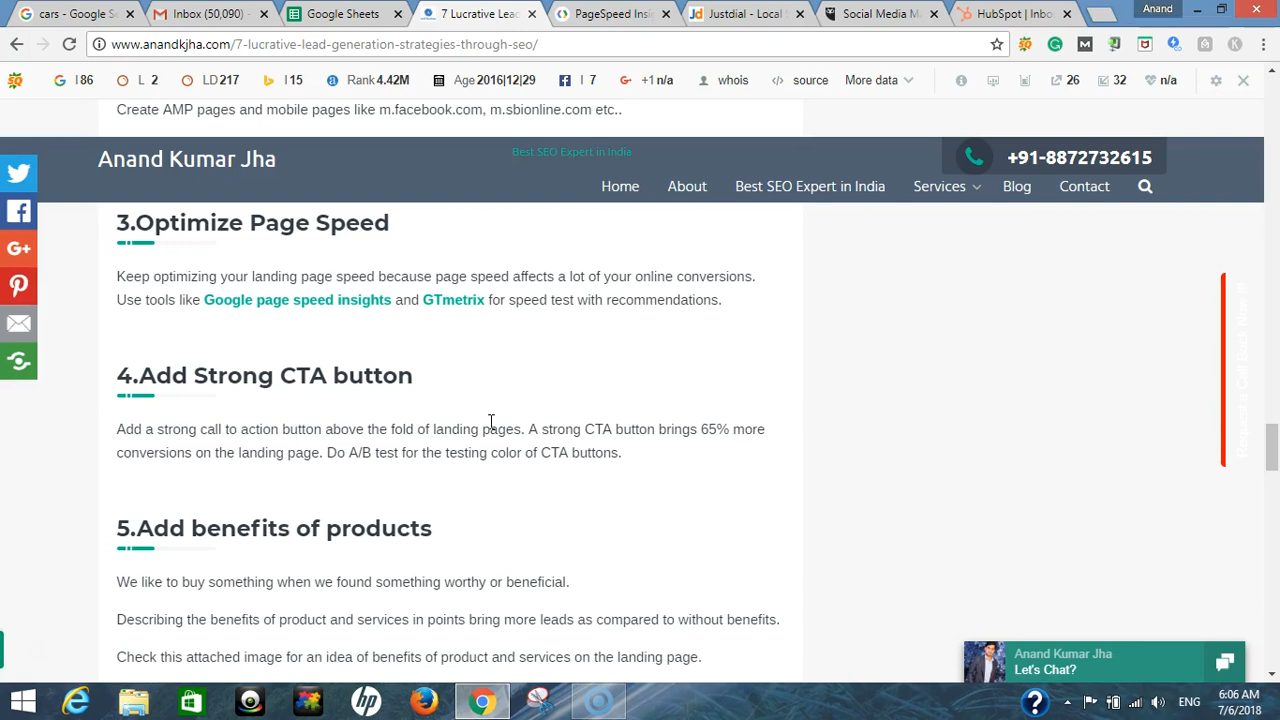 cars - Google S
Inbox (50,090) -
Google Sheets
7 Lucrative Lea
PageSpeed Insi
Justdial - Local
Social Media M
HubSpot | Inbo
Anand
www.anandkjha.com/7-lucrative-lead-generation-strategies-through-seo/
I 86
L 2
LD 217
I 15
Rank 4.42M
Age 2016|12|29
I 7
+1 n/a
whois
source
More data
26
32
n/a
Create AMP pages and mobile pages like m.facebook.com, m.sbionline.com etc..
Best SEO Expert in India
Anand Kumar Jha
+91-8872732615
Home
About
Best SEO Expert in India
Services
Blog
Contact
3.Optimize Page Speed
Keep optimizing your landing page speed because page speed affects a lot of your online conversions.
Use tools like Google page speed insights and GTmetrix for speed test with recommendations.
Request a Call Back Now !!!
4.Add Strong CTA button
Add a strong call to action button above the fold of landing pages. A strong CTA button brings 65% more
conversions on the landing page. Do A/B test for the testing color of CTA buttons.
5.Add benefits of products
We like to buy something when we found something worthy or beneficial.
Describing the benefits of product and services in points bring more leads as compared to without benefits.
Check this attached image for an idea of benefits of product and services on the landing page.
Anand Kumar Jha
Let's Chat?
ENG
6:06 AM
7/6/2018